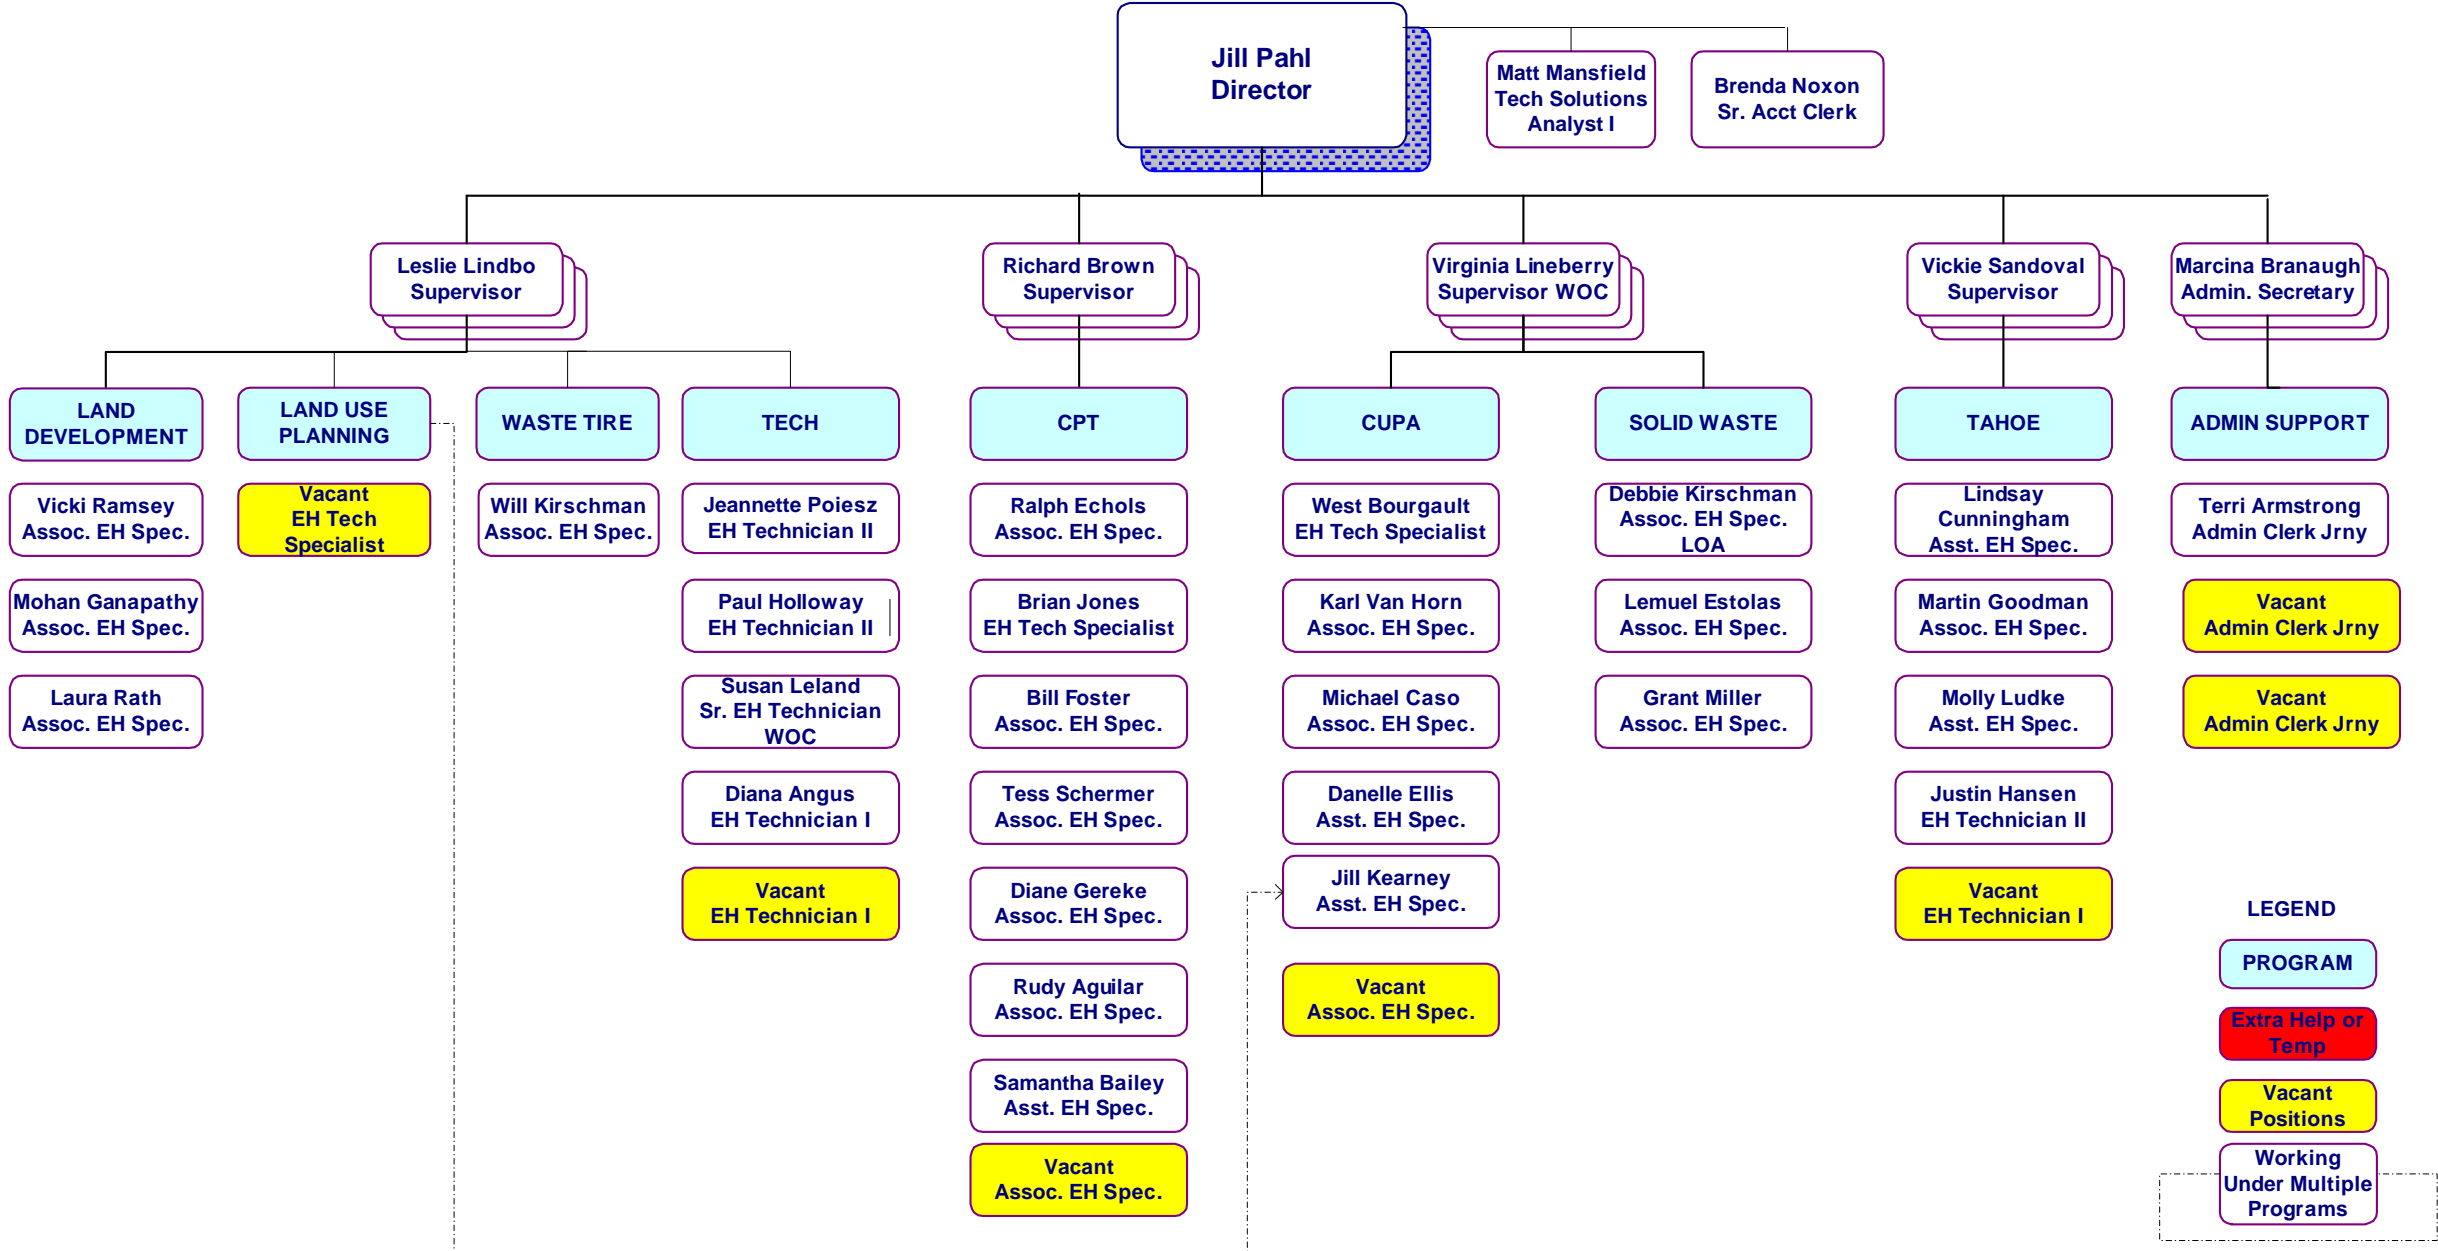 Jill Pahl
Director
Matt Mansfield
Tech Solutions
Analyst I
Brenda Noxon
Sr. Acct Clerk
Leslie Lindbo
Supervisor
Richard Brown
Supervisor
Virginia Lineberry
Supervisor WOC
Vickie Sandoval
Supervisor
Marcina Branaugh
Admin. Secretary
LAND
DEVELOPMENT
Vicki Ramsey
Assoc. EH Spec.
Mohan Ganapathy
Assoc. EH Spec.
Laura Rath
Assoc. EH Spec.
LAND USE
PLANNING
Vacant
EH Tech
Specialist
WASTE TIRE
Will Kirschman
Assoc. EH Spec.
TECH
Jeannette Poiesz
EH Technician II
Paul Holloway
EH Technician II
Susan Leland
Sr. EH Technician
WOC
Diana Angus
EH Technician I
Vacant
EH Technician I
CPT
Ralph Echols
Assoc. EH Spec.
Brian Jones
EH Tech Specialist
Bill Foster
Assoc. EH Spec.
Tess Schermer
Assoc. EH Spec.
Diane Gereke
Assoc. EH Spec.
Rudy Aguilar
Assoc. EH Spec.
Samantha Bailey
Asst. EH Spec.
Vacant
Assoc. EH Spec.
CUPA
West Bourgault
EH Tech Specialist
Karl Van Horn
Assoc. EH Spec.
Michael Caso
Assoc. EH Spec.
Danelle Ellis
Asst. EH Spec.
Jill Kearney
Asst. EH Spec.
Vacant
Assoc. EH Spec.
SOLID WASTE
Debbie Kirschman
Assoc. EH Spec.
LOA
Lemuel Estolas
Assoc. EH Spec.
Grant Miller
Assoc. EH Spec.
TAHOE
Lindsay
Cunningham
Asst. EH Spec.
Martin Goodman
Assoc. EH Spec.
Molly Ludke
Asst. EH Spec.
Justin Hansen
EH Technician II
Vacant
EH Technician I
ADMIN SUPPORT
Terri Armstrong
Admin Clerk Jrny
Vacant
Admin Clerk Jrny
Vacant
Admin Clerk Jrny
LEGEND
PROGRAM
Extra Help or
Temp
Vacant
Positions
Working
Under Multiple
Programs